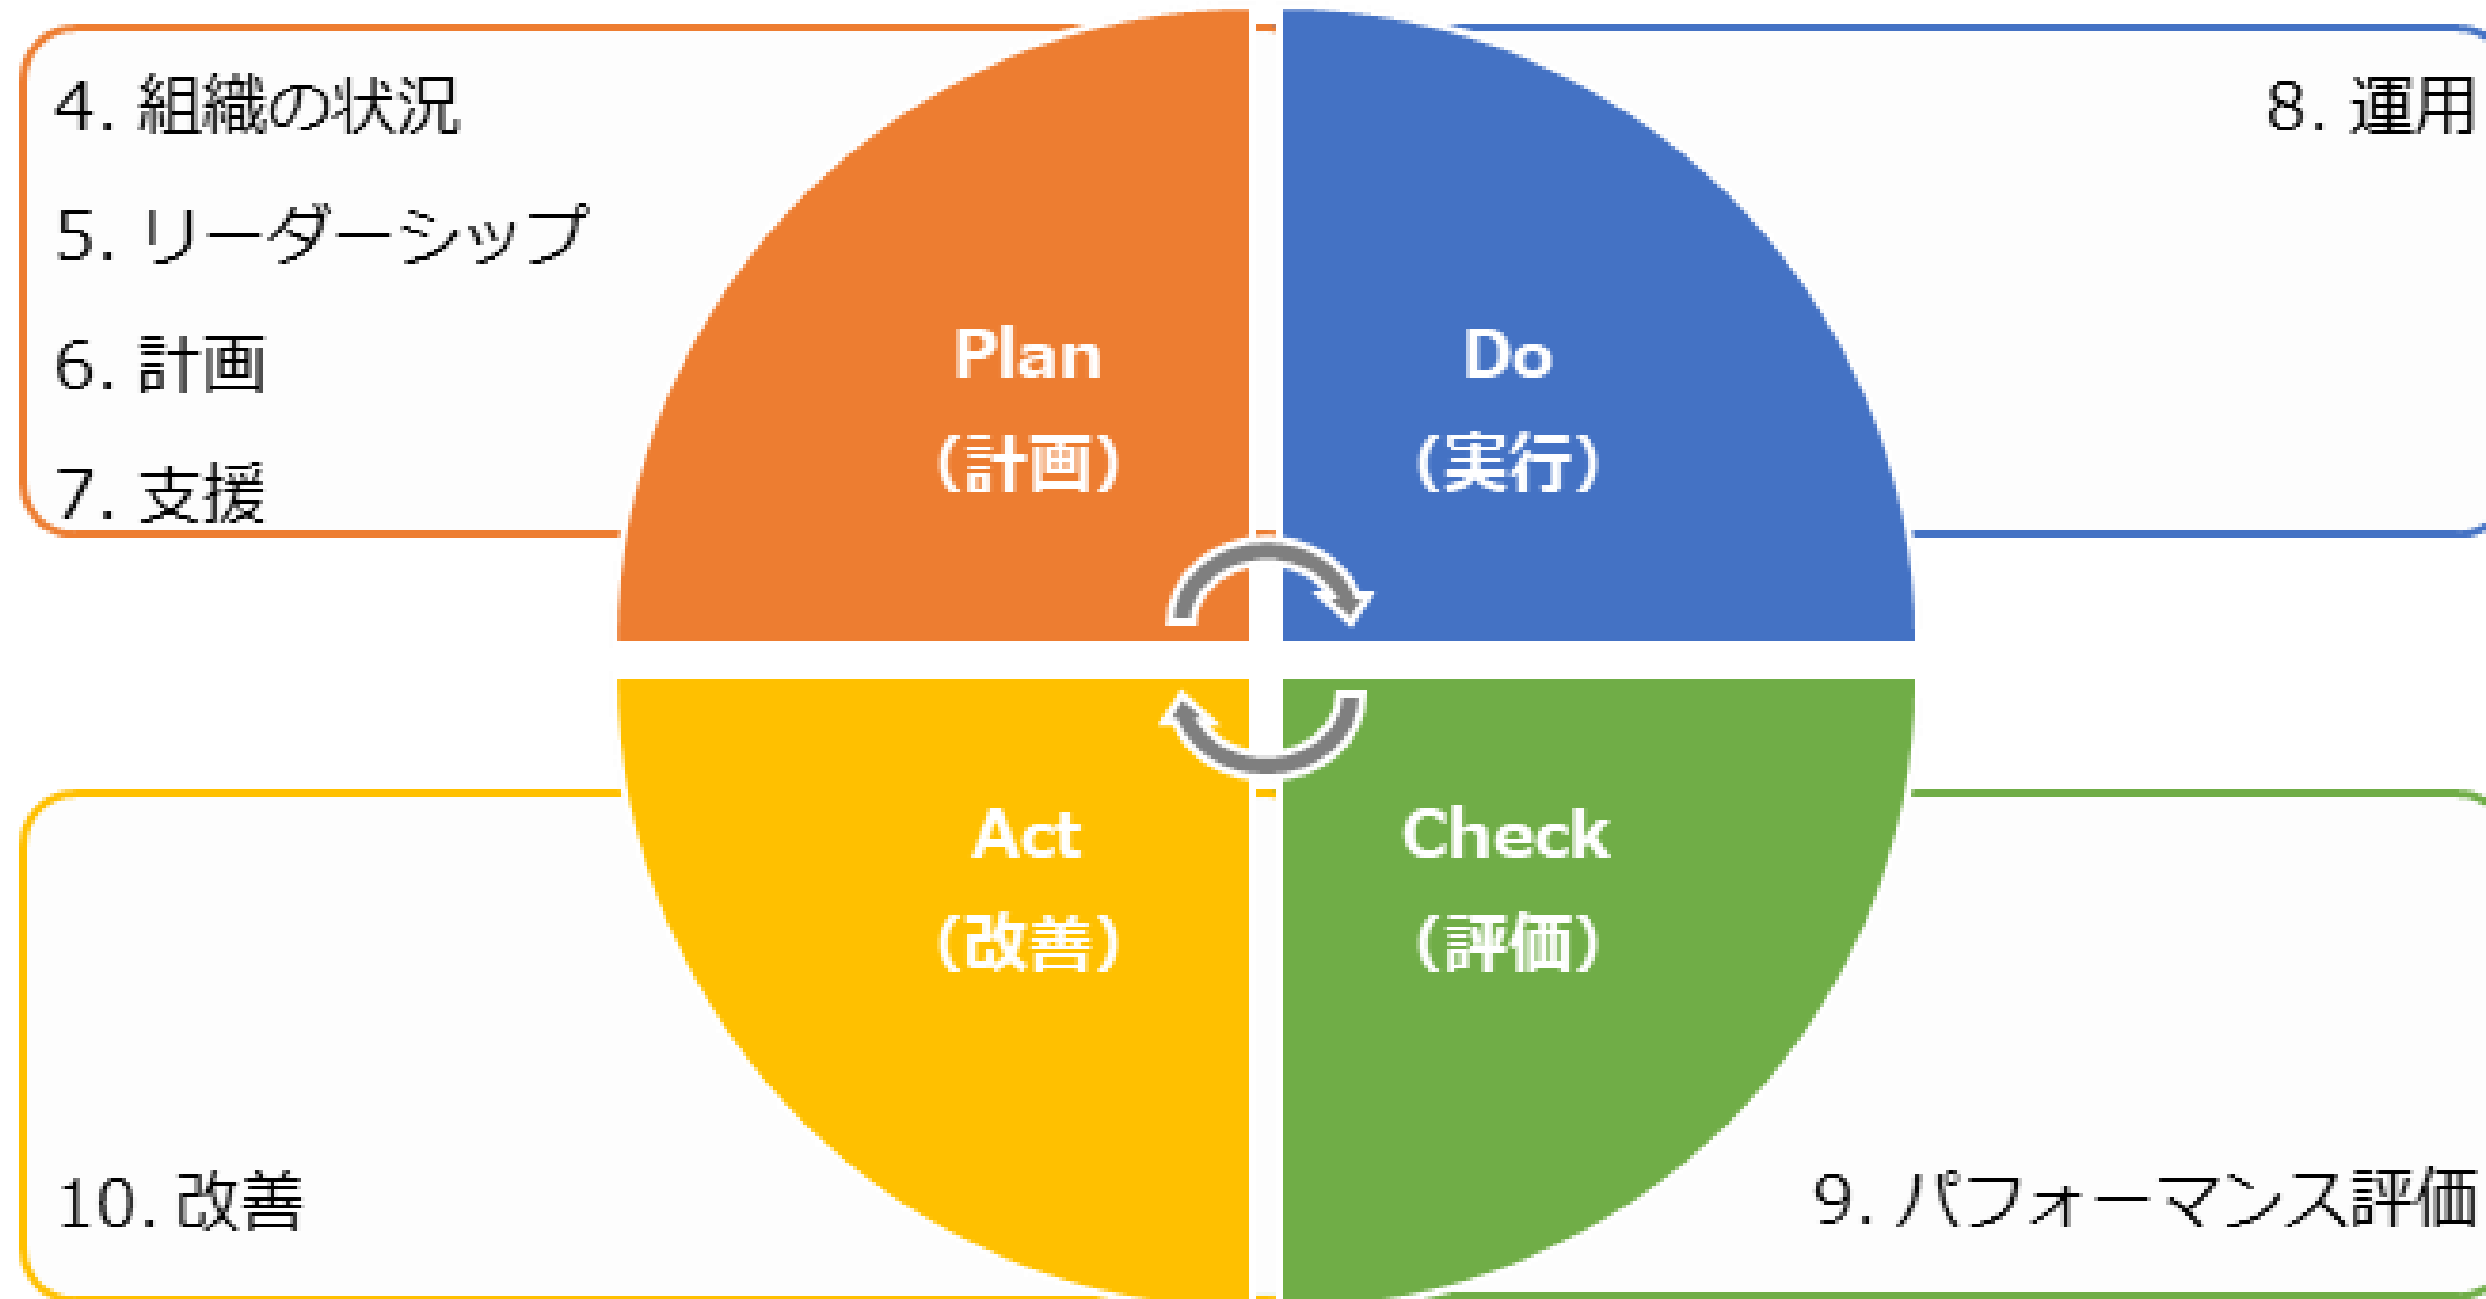 4. 組織の状況
5. リーダーシップ
6. 計画
7. 支援
Plan
(計画)
Do
(実行)
8. 運用
Act
(改善)
Check
(評価)
10. 改善
9. パフォーマンス評価